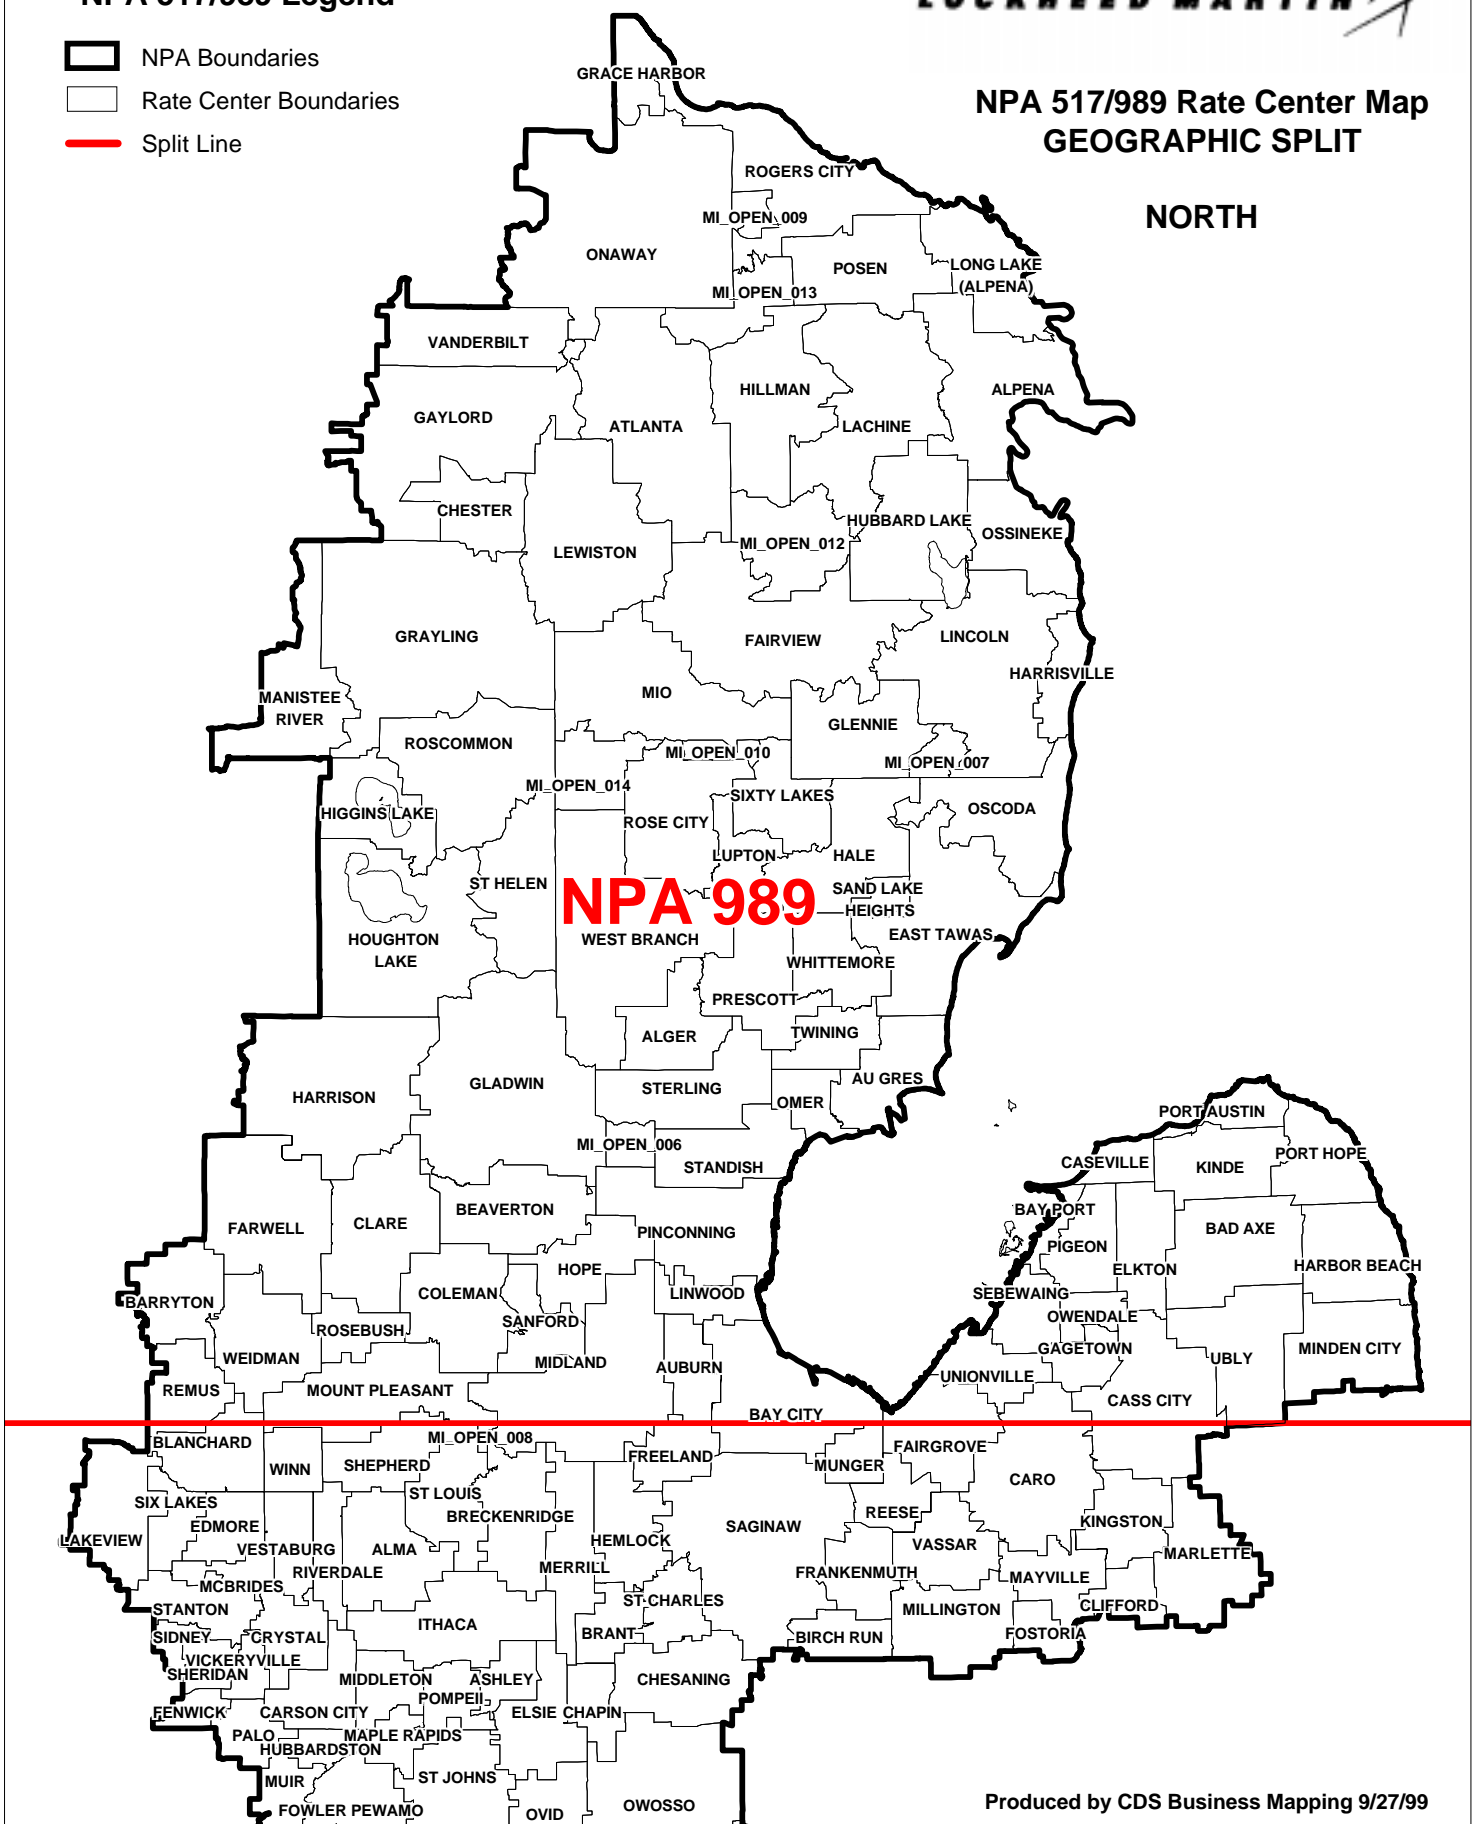 NPA 517/989 Legend
NPA Boundaries
Rate Center Boundaries
Split Line
LOCKHEED MARTIN
NPA 517/989 Rate Center Map
GEOGRAPHIC SPLIT
NORTH
GRACE HARBOR
ROGERS CITY
MI_OPEN_009
ONAWAY
POSEN
LONG LAKE
(ALPENA)
MI_OPEN_013
VANDERBILT
HILLMAN
ALPENA
GAYLORD
ATLANTA
LACHINE
CHESTER
HUBBARD LAKE
OSSINEKE
LEWISTON
MI_OPEN_012
GRAYLING
FAIRVIEW
LINCOLN
HARRISVILLE
MANISTEE
RIVER
MIO
GLENNIE
ROSCOMMON
MI_OPEN_010
MI_OPEN_007
MI_OPEN_014
SIXTY LAKES
OSCODA
HIGGINS LAKE
ROSE CITY
LUPTON
HALE
ST HELEN
SAND LAKE
HEIGHTS
NPA 989
HOUGHTON
LAKE
WEST BRANCH
EAST TAWAS
WHITTEMORE
PRESCOTT
ALGER
TWINING
GLADWIN
STERLING
AU GRES
HARRISON
OMER
PORT AUSTIN
MI_OPEN_006
STANDISH
CASEVILLE
KINDE
PORT HOPE
BEAVERTON
BAY PORT
FARWELL
CLARE
PINCONNING
PIGEON
BAD AXE
HOPE
ELKTON
HARBOR BEACH
COLEMAN
LINWOOD
SEBEWAING
BARRYTON
SANFORD
OWENDALE
ROSEBUSH
GAGETOWN
MINDEN CITY
WEIDMAN
MIDLAND
AUBURN
UBLY
REMUS
MOUNT PLEASANT
UNIONVILLE
CASS CITY
BAY CITY
BLANCHARD
MI_OPEN_008
FAIRGROVE
FREELAND
WINN
SHEPHERD
MUNGER
CARO
SIX LAKES
ST LOUIS
BRECKENRIDGE
REESE
EDMORE
SAGINAW
KINGSTON
LAKEVIEW
VESTABURG
ALMA
HEMLOCK
VASSAR
MARLETTE
RIVERDALE
MERRILL
FRANKENMUTH
MAYVILLE
MCBRIDES
ST CHARLES
STANTON
MILLINGTON
CLIFFORD
ITHACA
SIDNEY
CRYSTAL
BRANT
BIRCH RUN
FOSTORIA
VICKERYVILLE
SHERIDAN
MIDDLETON
ASHLEY
CHESANING
POMPEII
FENWICK
CARSON CITY
ELSIE
CHAPIN
PALO
MAPLE RAPIDS
HUBBARDSTON
MUIR
ST JOHNS
FOWLER
PEWAMO
OVID
OWOSSO
Produced by CDS Business Mapping 9/27/99